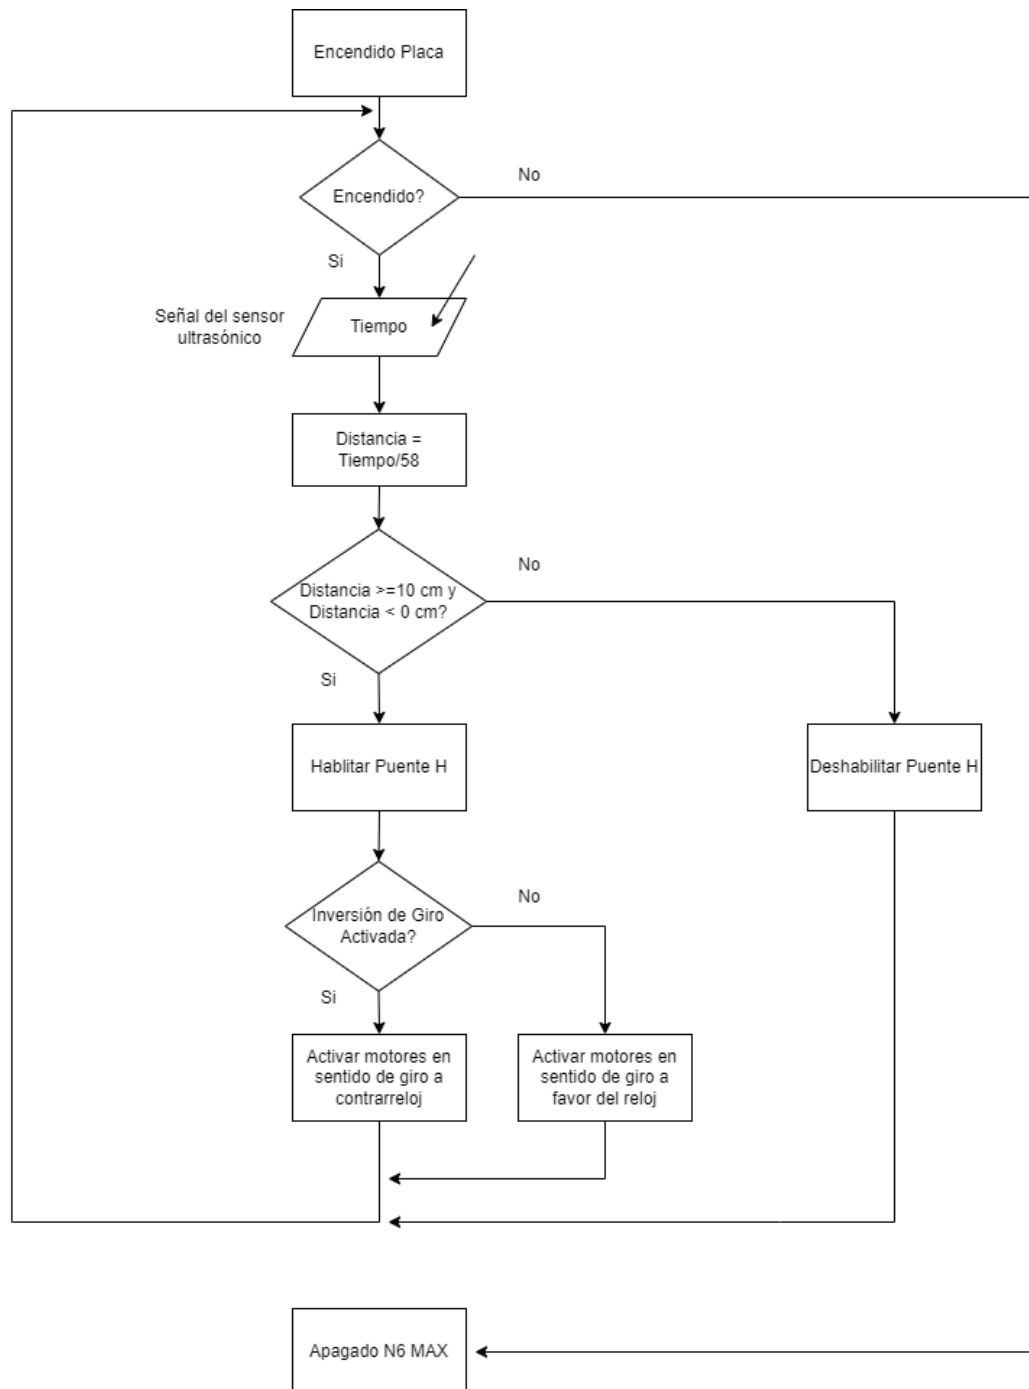 Encendido Placa
Encendido?
No
Si
Señal del sensor
ultrasónico
Tiempo
Distancia =
Tiempo/58
Distancia >=10 cm y
Distancia < 0 cm?
No
Si
Hablitar Puente H
Deshabilitar Puente H
Inversión de Giro
Activada?
No
Si
Activar motores en
sentido de giro a
contrarreloj
Activar motores en
sentido de giro a
favor del reloj
Apagado N6 MAX